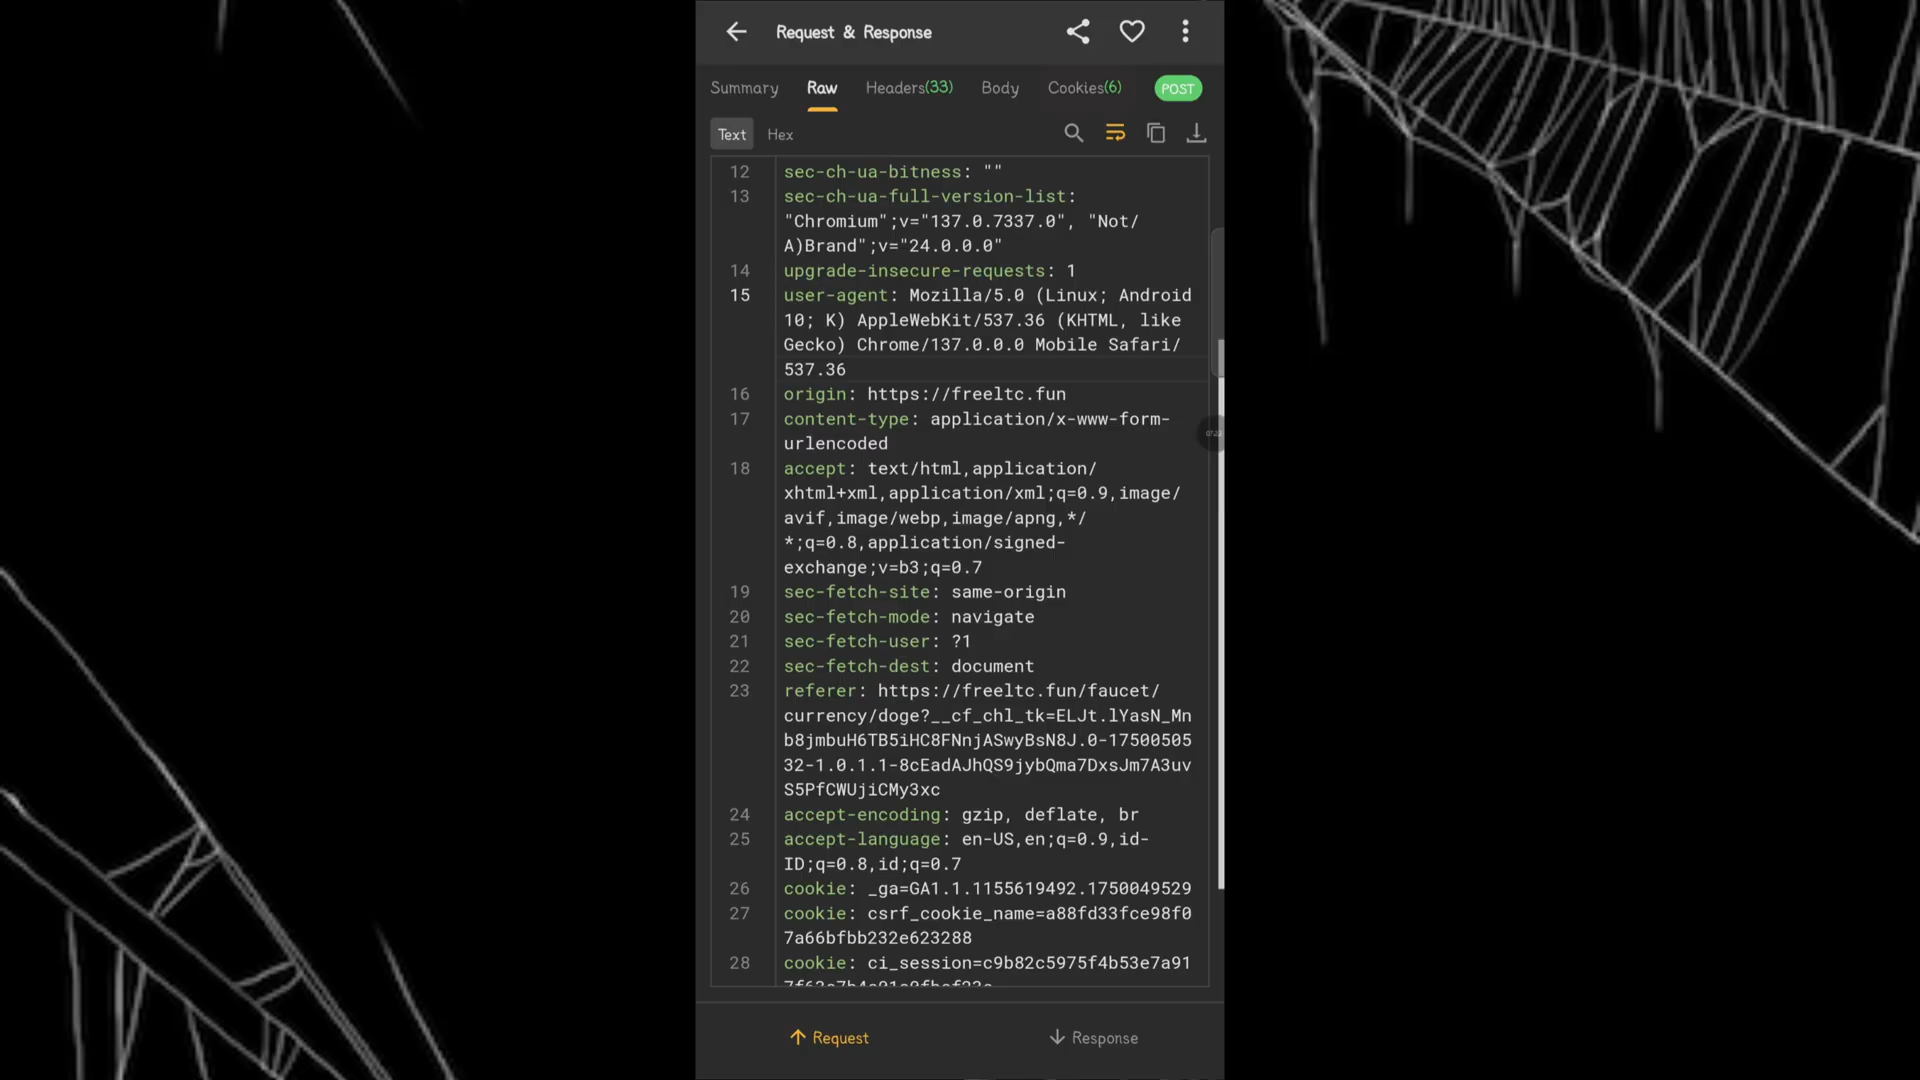 Request & Response
Summary Raw Headers(33) Body Cookies(6) POST
Text Hex
12 sec-ch-ua-bitness: ""
13 sec-ch-ua-full-version-list:
"Chromium";v="137.0.7337.0", "Not/
A)Brand";v="24.0.0.0"
14 upgrade-insecure-requests: 1
15 user-agent: Mozilla/5.0 (Linux; Android
10; K) AppleWebKit/537.36 (KHTML, like
Gecko) Chrome/137.0.0.0 Mobile Safari/
537.36
16 origin: https://freeltc.fun
17 content-type: application/x-www-form-
urlencoded
18 accept: text/html,application/
xhtml+xml,application/xml;q=0.9,image/
avif,image/webp,image/apng,*/
*;q=0.8,application/signed-
exchange;v=b3;q=0.7
19 sec-fetch-site: same-origin
20 sec-fetch-mode: navigate
21 sec-fetch-user: ?1
22 sec-fetch-dest: document
23 referer: https://freeltc.fun/faucet/
currency/doge?__cf_chl_tk=ELJt.lYasN_Mn
b8jmbuH6TB5iHC8FNnjASwyBsN8J.0-17500505
32-1.0.1.1-8cEadAJhQS9jybQma7DxsJm7A3uv
S5PfCWUjiCMy3xc
24 accept-encoding: gzip, deflate, br
25 accept-language: en-US,en;q=0.9,id-
ID;q=0.8,id;q=0.7
26 cookie: _ga=GA1.1.1155619492.1750049529
27 cookie: csrf_cookie_name=a88fd33fce98f0
7a66bfbb232e623288
28 cookie: ci_session=c9b82c5975f4b53e7a91
Request Response